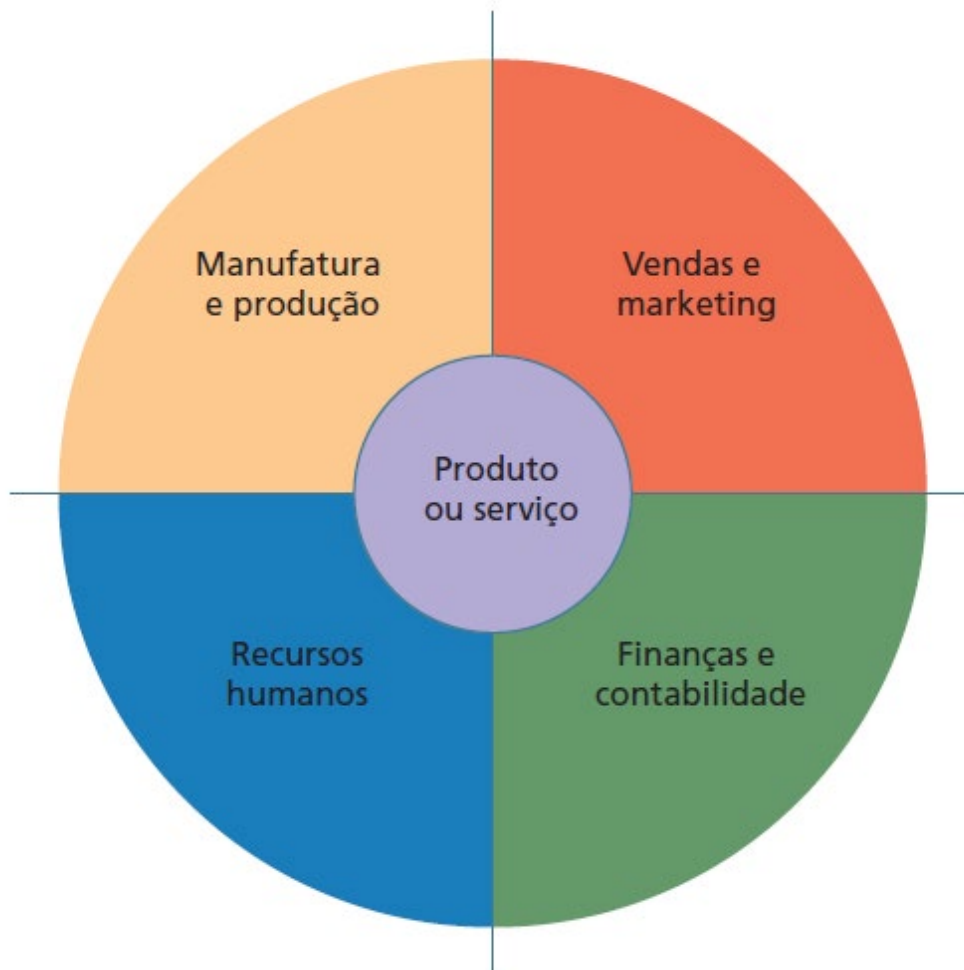 Manufatura
e produção
Vendas e
marketing
Produto
ou serviço
Recursos
humanos
Finanças e
contabilidade